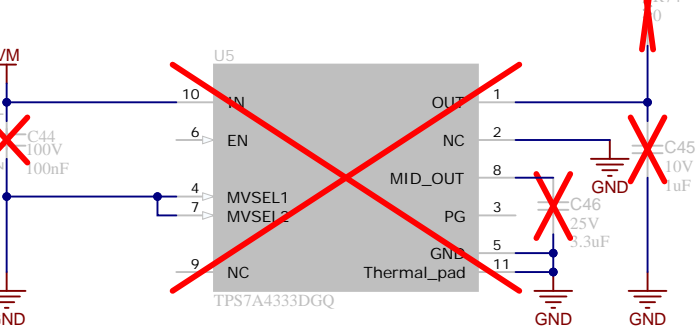 0
U5
VM
10
IN
OUT
1
C44
100V
100nF
6
EN
NC
2
C45
10V
1uF
GND
4
MVSEL1
MID_OUT
8
7
MVSEL2
PG
3
C46
25V
3.3uF
GND
5
9
NC
Thermal_pad
11
TPS7A4333DGQ
GND
GND
GND